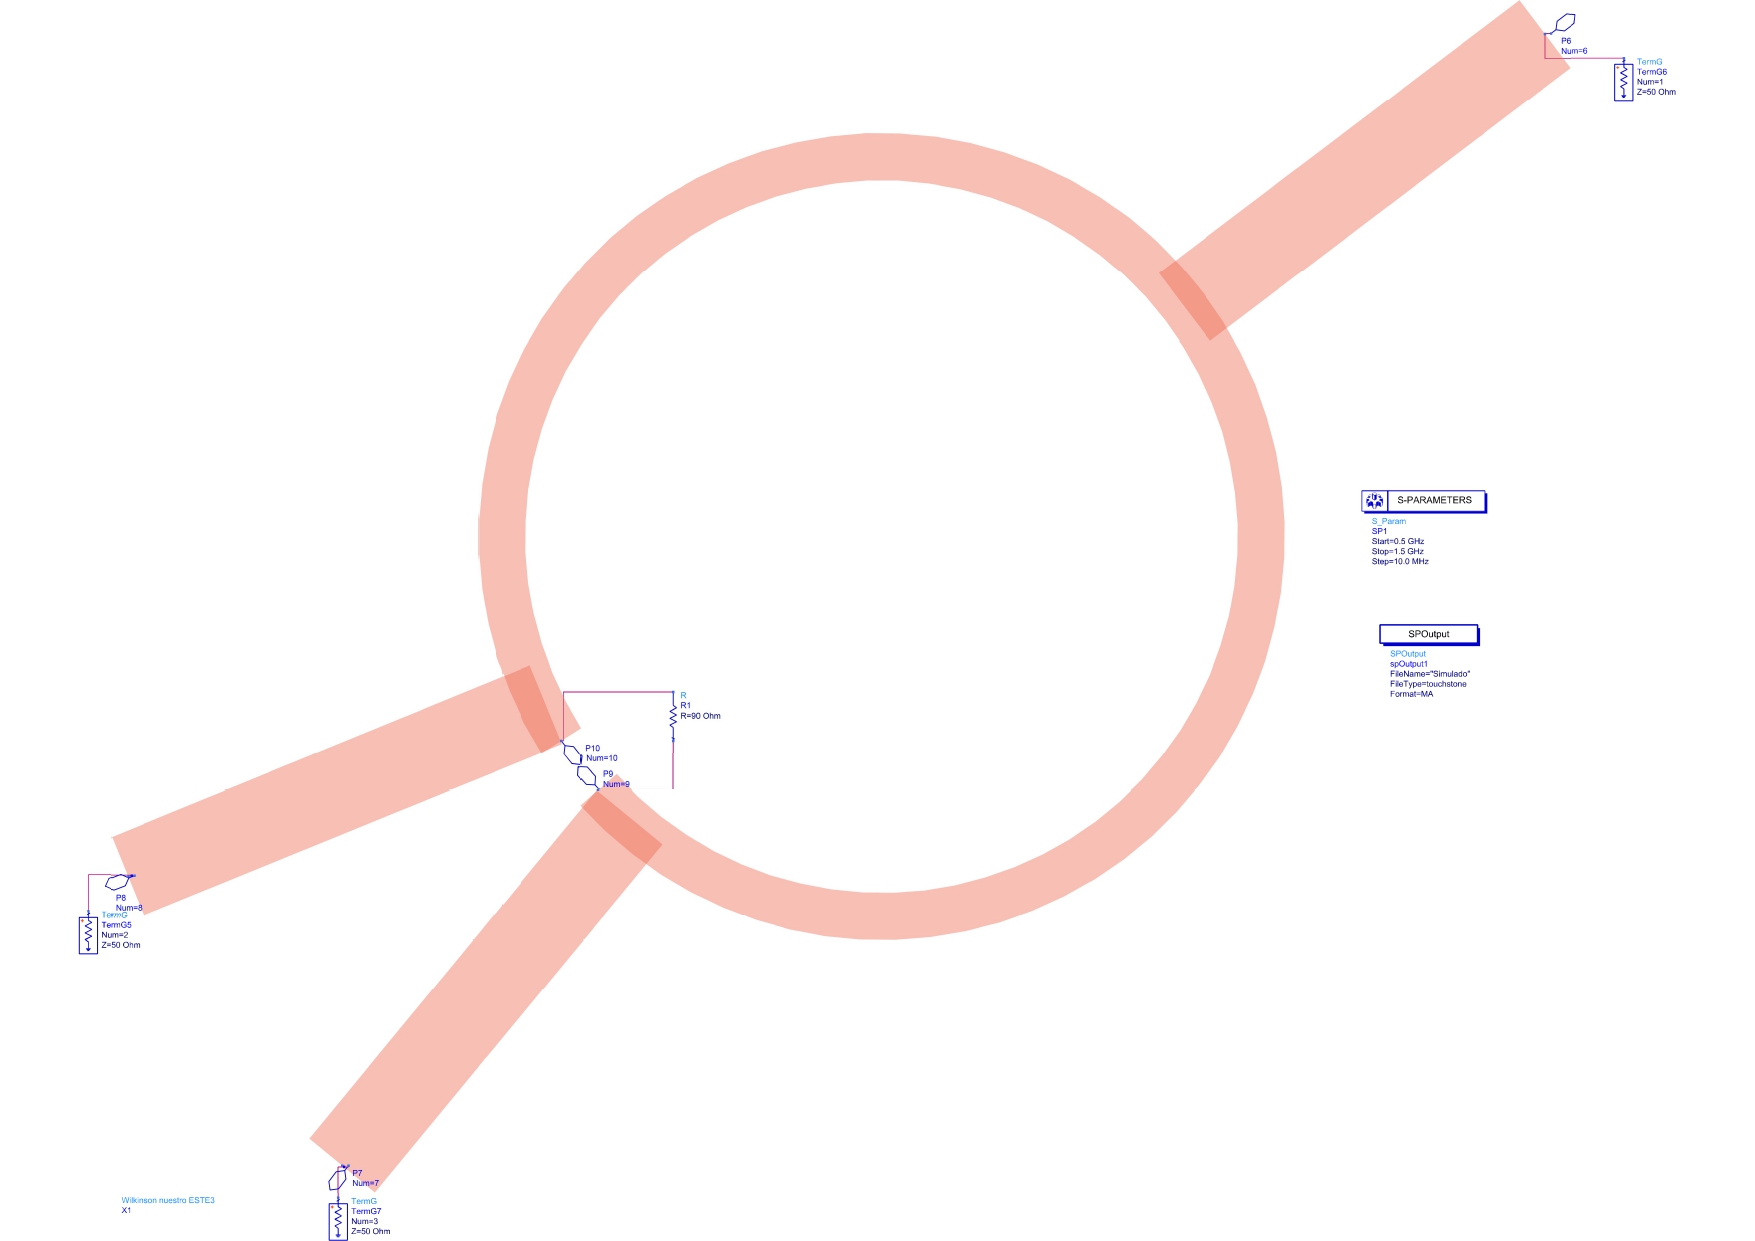 P6
Num=6
TermG
TermG6
Num=1
Z=50 Ohm
S-PARAMETERS
S_Param
SP1
Start=0.5 GHz
Stop=1.5 GHz
Step=10.0 MHz
SPOutput
SPOutput
spOutput1
FileName="Simulado"
FileType=touchstone
Format=MA
R
R1
R=90 Ohm
P10
Num=10
P9
Num=9
P8
Num=8
TermG
TermG5
Num=2
Z=50 Ohm
P7
Num=7
TermG
TermG7
Num=3
Z=50 Ohm
Wilkinson nuestro ESTE3
X1